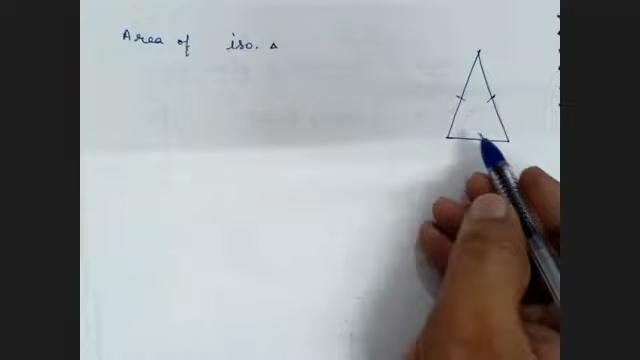 Area of iso. △